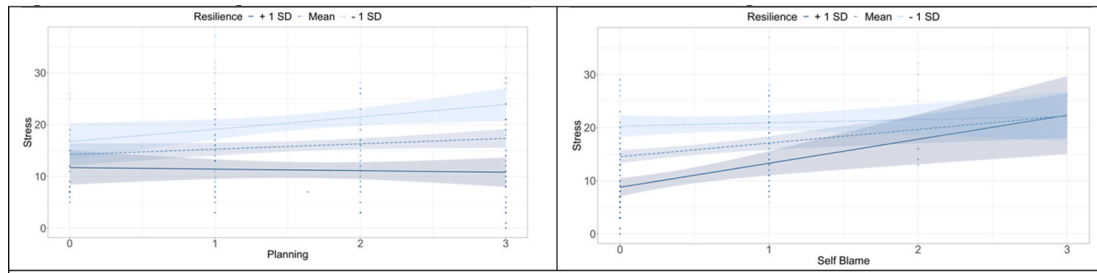 Resilience + 1 SD Mean - 1 SD
30
20
10
0
Stress
0 1 2 3
Planning
Resilience + 1 SD Mean - 1 SD
30
20
10
0
Stress
0 1 2 3
Self Blame